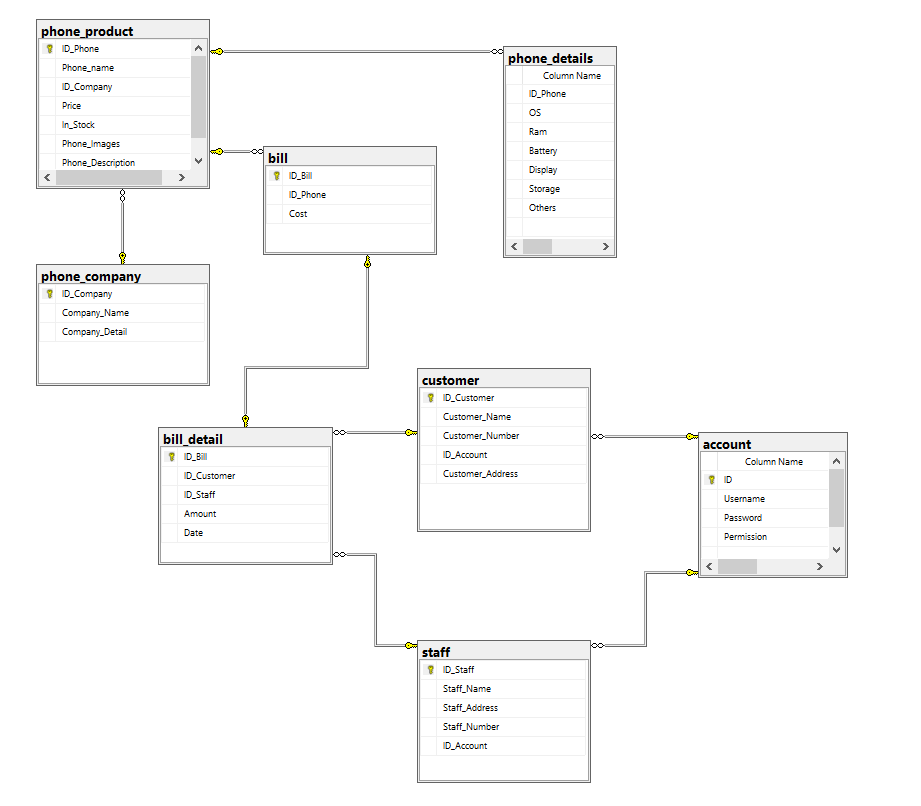 phone_product
ID_Phone
Phone_name
ID_Company
Price
In_Stock
Phone_Images
Phone_Description
phone_details
Column Name
ID_Phone
OS
Ram
Battery
Display
Storage
Others
bill
ID_Bill
ID_Phone
Cost
phone_company
ID_Company
Company_Name
Company_Detail
customer
ID_Customer
Customer_Name
Customer_Number
ID_Account
Customer_Address
bill_detail
ID_Bill
ID_Customer
ID_Staff
Amount
Date
account
Column Name
ID
Username
Password
Permission
staff
ID_Staff
Staff_Name
Staff_Address
Staff_Number
ID_Account